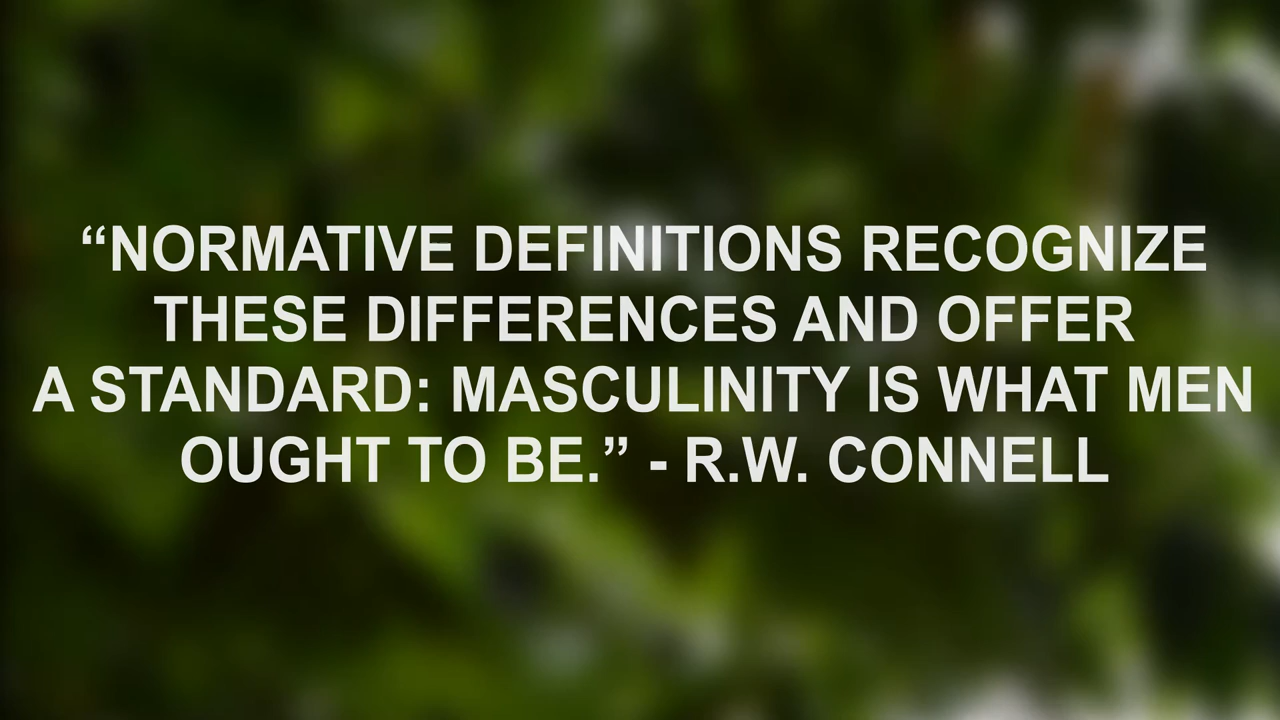 “NORMATIVE DEFINITIONS RECOGNIZE
THESE DIFFERENCES AND OFFER
A STANDARD: MASCULINITY IS WHAT MEN
OUGHT TO BE.” - R.W. CONNELL